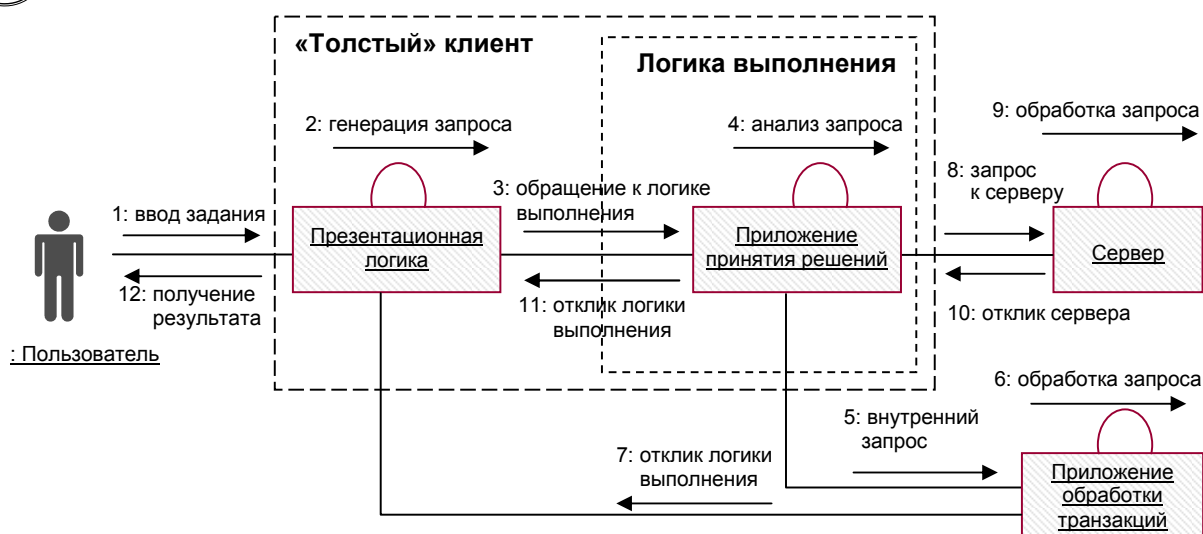 «Толстый» клиент
Логика выполнения
2: генерация запроса
4: анализ запроса
9: обработка запроса
1: ввод задания
3: обращение к логике
выполнения
8: запрос
к серверу
Презентационная
логика
Приложение
принятия решений
Сервер
12: получение
результата
11: отклик логики
выполнения
10: отклик сервера
: Пользователь
6: обработка запроса
5: внутренний
запрос
7: отклик логики
выполнения
Приложение
обработки
транзакций